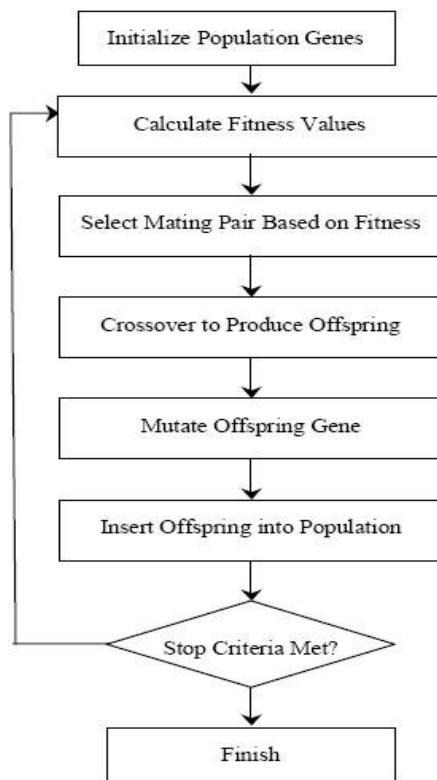 Initialize Population Genes
Calculate Fitness Values
Select Mating Pair Based on Fitness
Crossover to Produce Offspring
Mutate Offspring Gene
Insert Offspring into Population
Stop Criteria Met?
Finish